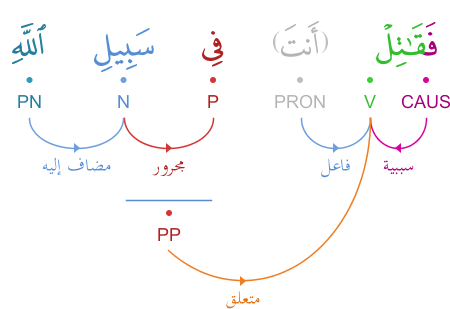 فَقَٰتِلْ (أَنتَ) فِى سَبِيلِ ٱللَّهِ
CAUS V PRON P N PN
سببية فاعل مجرور مضاف إليه
PP
متعلق